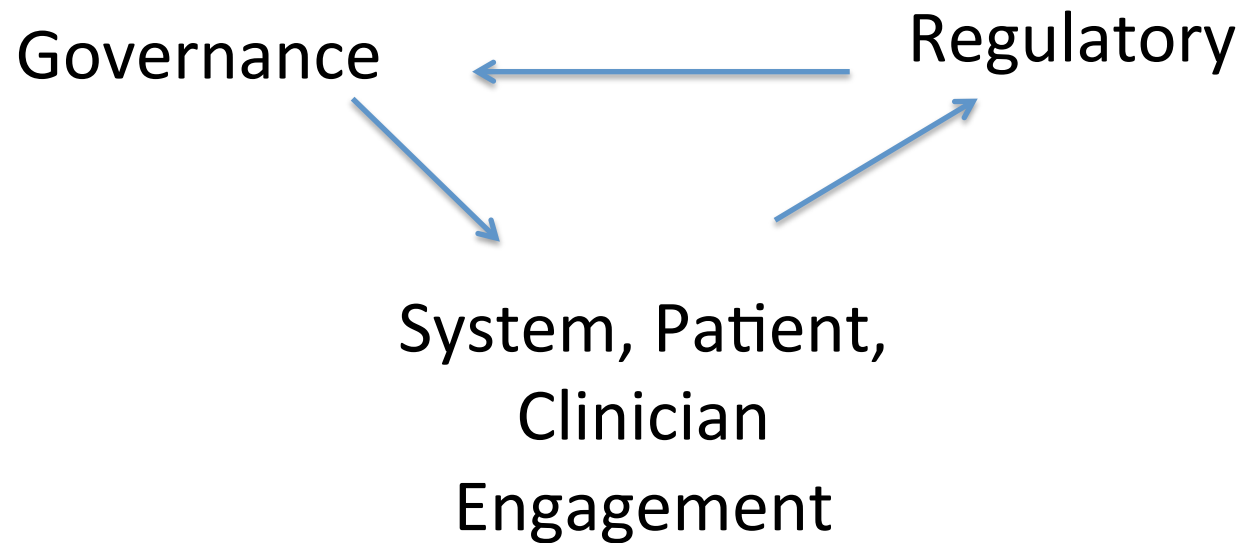 Governance
Regulatory
System, Patient,
Clinician
Engagement